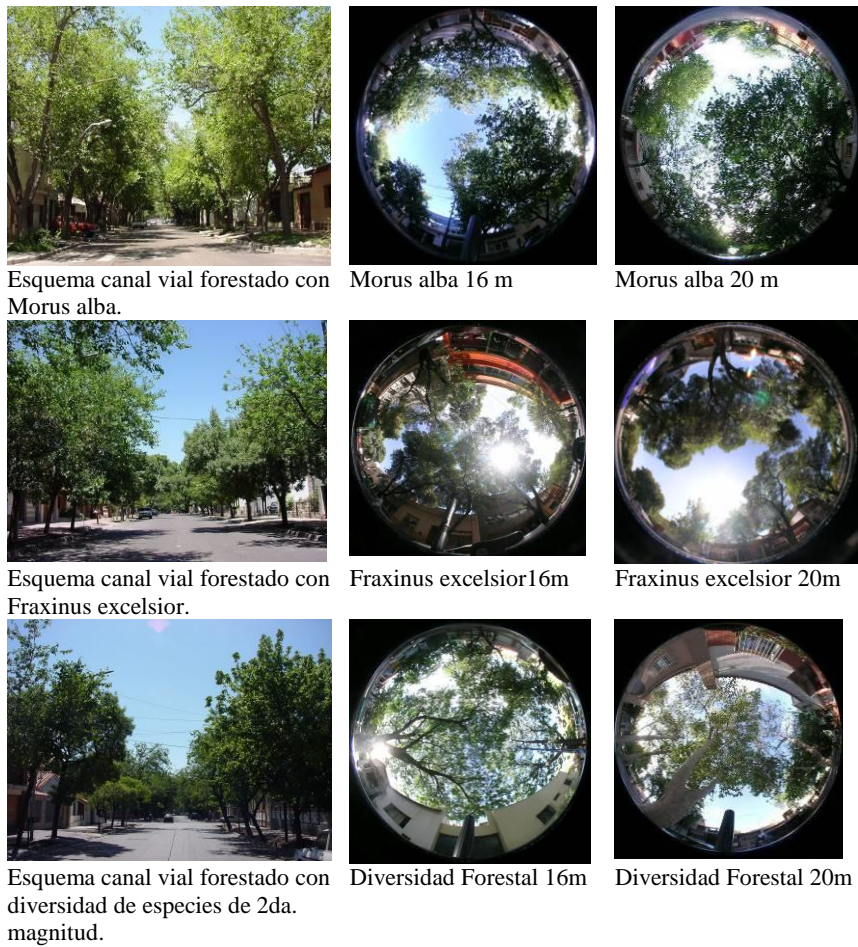 Esquema canal vial forestado con
Morus alba.
Morus alba 16 m
Morus alba 20 m
Esquema canal vial forestado con
Fraxinus excelsior.
Fraxinus excelsior16m
Fraxinus excelsior 20m
Esquema canal vial forestado con
diversidad de especies de 2da.
magnitud.
Diversidad Forestal 16m
Diversidad Forestal 20m